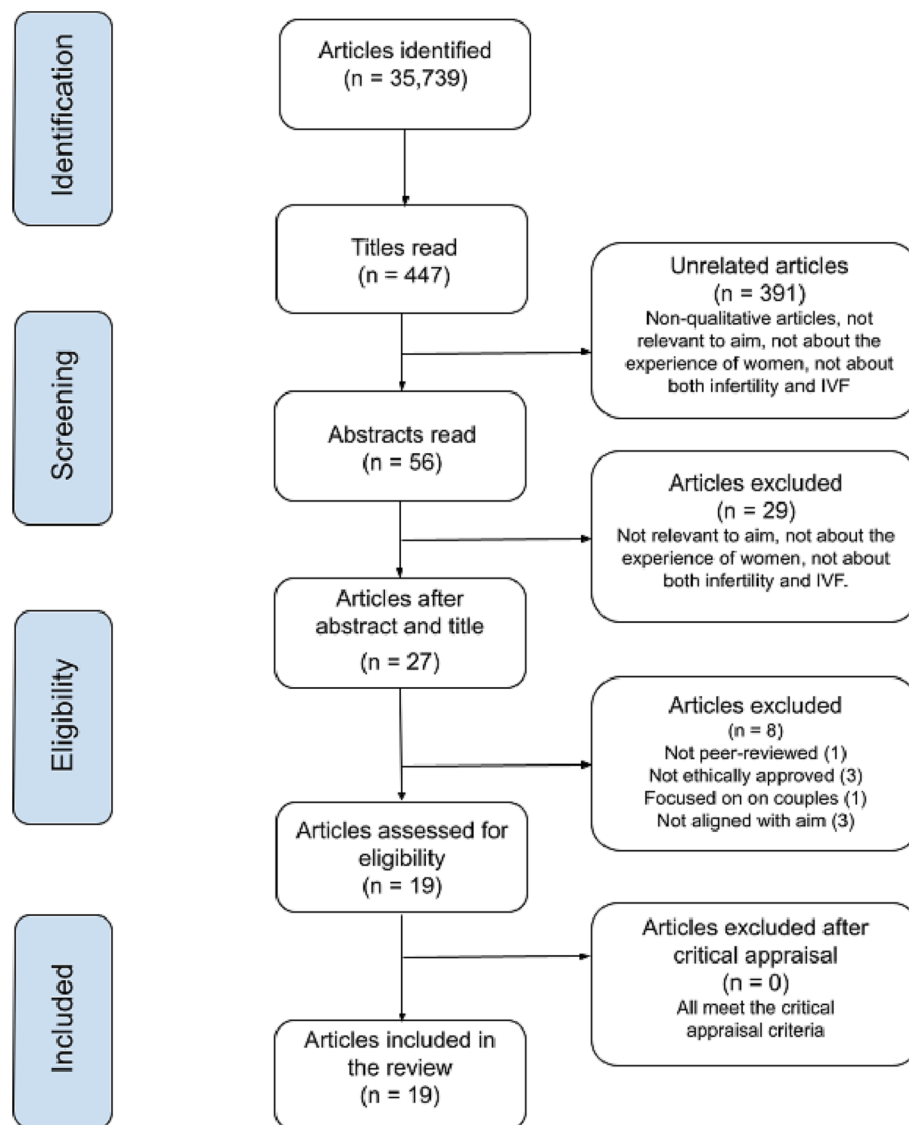 Identification
Articles identified
(n = 35,739)
Titles read
(n = 447)
Unrelated articles
(n = 391)
Non-qualitative articles, not
relevant to aim, not about the
experience of women, not about
both infertility and IVF
Screening
Abstracts read
(n = 56)
Articles excluded
(n = 29)
Not relevant to aim, not about the
experience of women, not about
both infertility and IVF.
Eligibility
Articles after
abstract and title
(n = 27)
Articles excluded
(n = 8)
Not peer-reviewed (1)
Not ethically approved (3)
Focused on on couples (1)
Not aligned with aim (3)
Articles assessed for
eligibility
(n = 19)
Included
Articles excluded after
critical appraisal
(n = 0)
All meet the critical
appraisal criteria
Articles included in
the review
(n = 19)